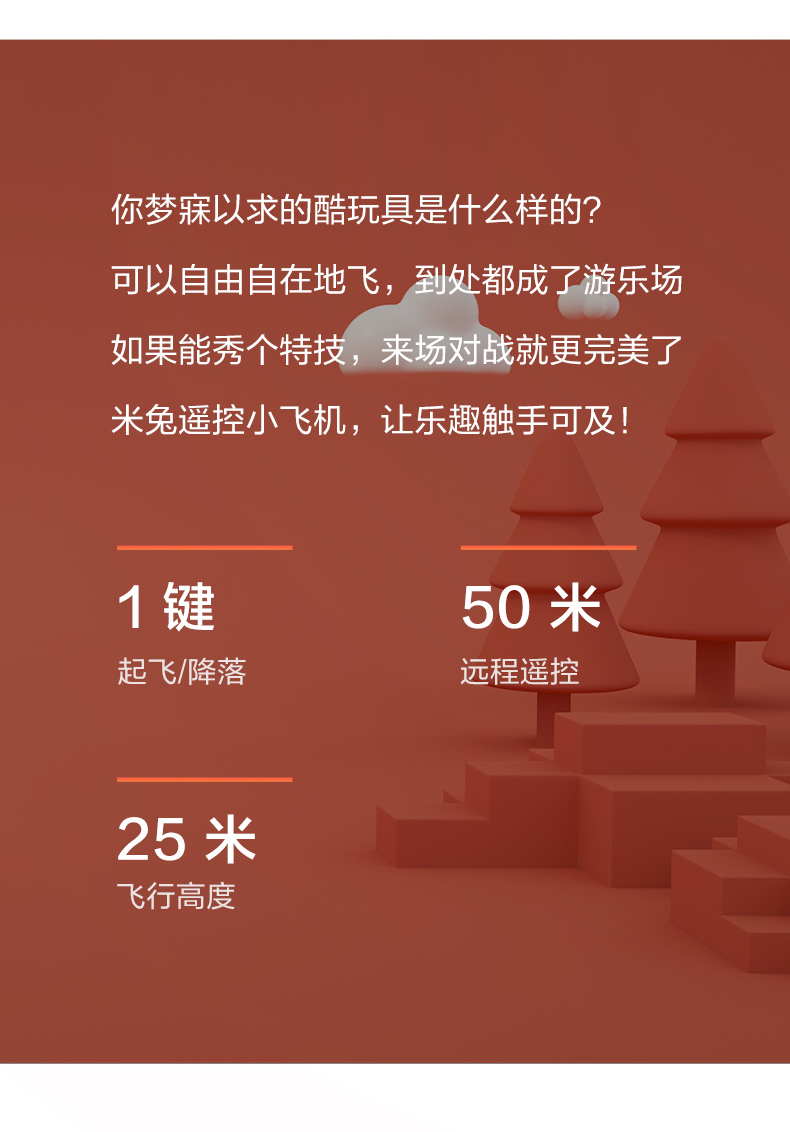 你梦寐以求的酷玩具是什么样的？
可以自由自在地飞，到处都成了游乐场
如果能秀个特技，来场对战就更完美了
米兔遥控小飞机，让乐趣触手可及！
1 键
起飞/降落
50 米
远程遥控
25 米
飞行高度